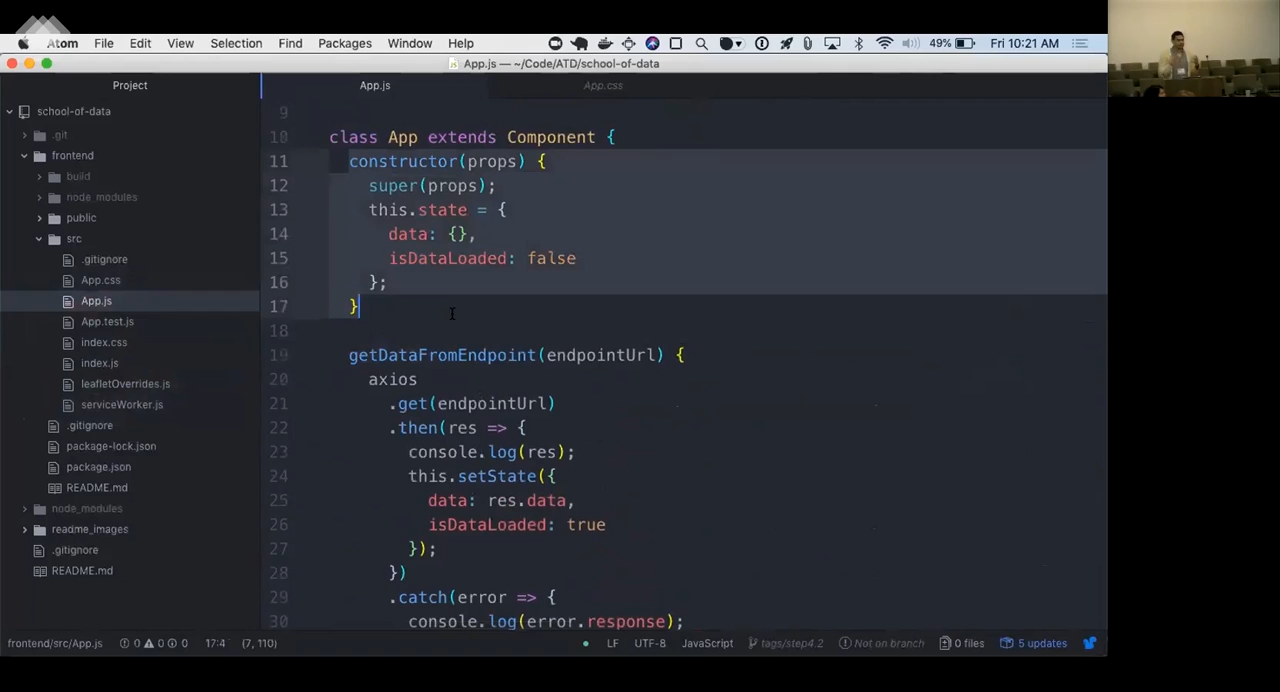 Atom File Edit View Selection Find Packages Window Help 49% Fri 10:21 AM
App.js — ~/Code/ATD/school-of-data
Project
school-of-data
.git
frontend
build
node_modules
public
src
.gitignore
App.css
App.js
App.test.js
index.css
index.js
leafletOverrides.js
serviceWorker.js
.gitignore
package-lock.json
package.json
README.md
node_modules
readme_images
.gitignore
README.md
App.js App.css
9
10 class App extends Component {
11 constructor(props) {
12 super(props);
13 this.state = {
14 data: {},
15 isDataLoaded: false
16 };
17 }
18
19 getDataFromEndpoint(endpointUrl) {
20 axios
21 .get(endpointUrl)
22 .then(res => {
23 console.log(res);
24 this.setState({
25 data: res.data,
26 isDataLoaded: true
27 });
28 })
29 .catch(error => {
30 console.log(error.response);
frontend/src/App.js 0 0 0 17:4 (7, 110) LF UTF-8 JavaScript tags/step4.2 Not on branch 0 files 5 updates